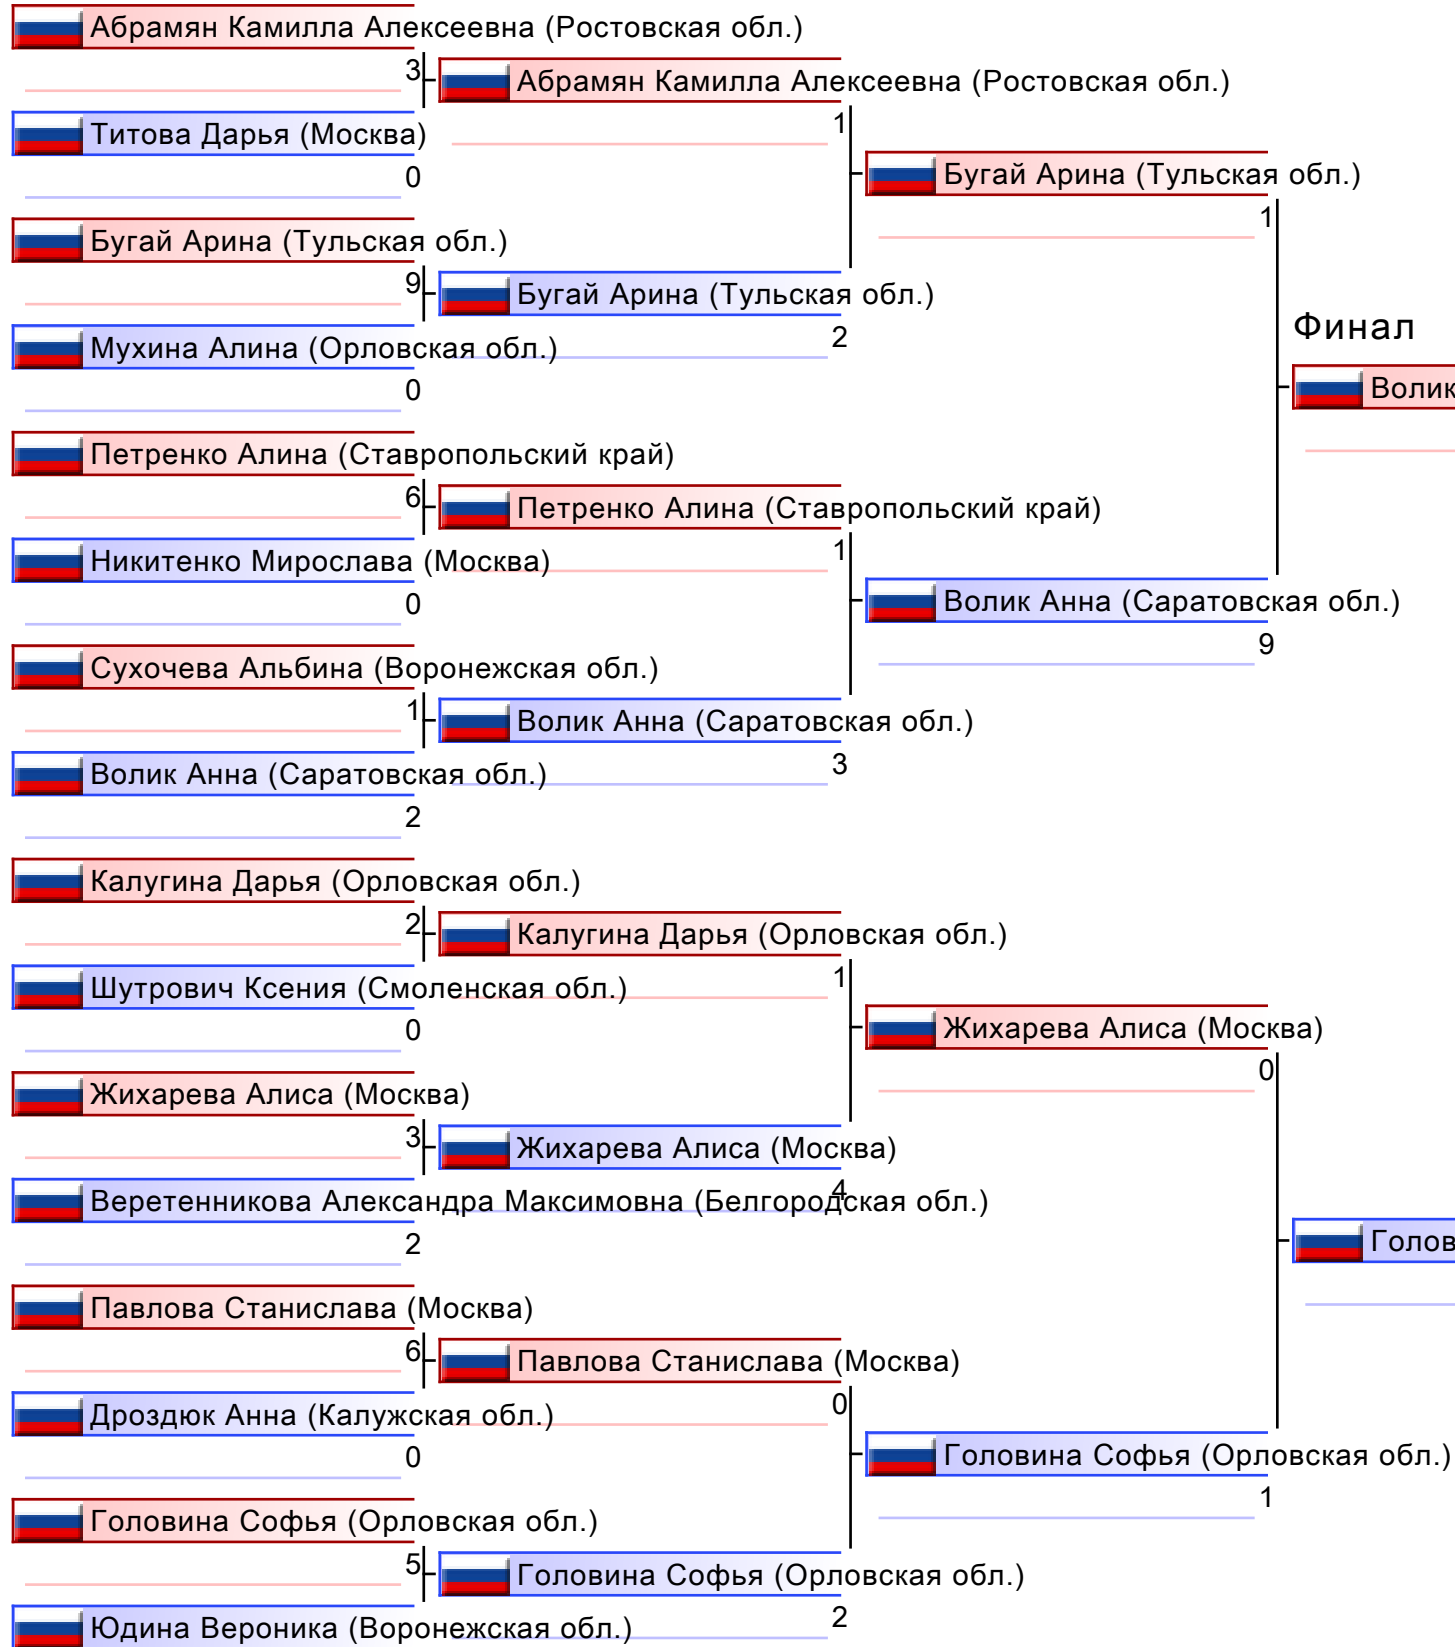 Абрамян Камилла Алексеевна (Ростовская обл.)
3
Абрамян Камилла Алексеевна (Ростовская обл.)
1
Титова Дарья (Москва)
0
Бугай Арина (Тульская обл.)
1
Бугай Арина (Тульская обл.)
9
Бугай Арина (Тульская обл.)
2
Финал
Мухина Алина (Орловская обл.)
0
Волик
Петренко Алина (Ставропольский край)
6
Петренко Алина (Ставропольский край)
1
Никитенко Мирослава (Москва)
0
Волик Анна (Саратовская обл.)
9
Сухочева Альбина (Воронежская обл.)
1
Волик Анна (Саратовская обл.)
3
Волик Анна (Саратовская обл.)
2
Калугина Дарья (Орловская обл.)
2
Калугина Дарья (Орловская обл.)
1
Шутрович Ксения (Смоленская обл.)
0
Жихарева Алиса (Москва)
0
Жихарева Алиса (Москва)
3
Жихарева Алиса (Москва)
4
Веретенникова Александра Максимовна (Белгородская обл.)
2
Голов
Павлова Станислава (Москва)
6
Павлова Станислава (Москва)
0
Дроздюк Анна (Калужская обл.)
0
Головина Софья (Орловская обл.)
1
Головина Софья (Орловская обл.)
5
Головина Софья (Орловская обл.)
2
Юдина Вероника (Воронежская обл.)